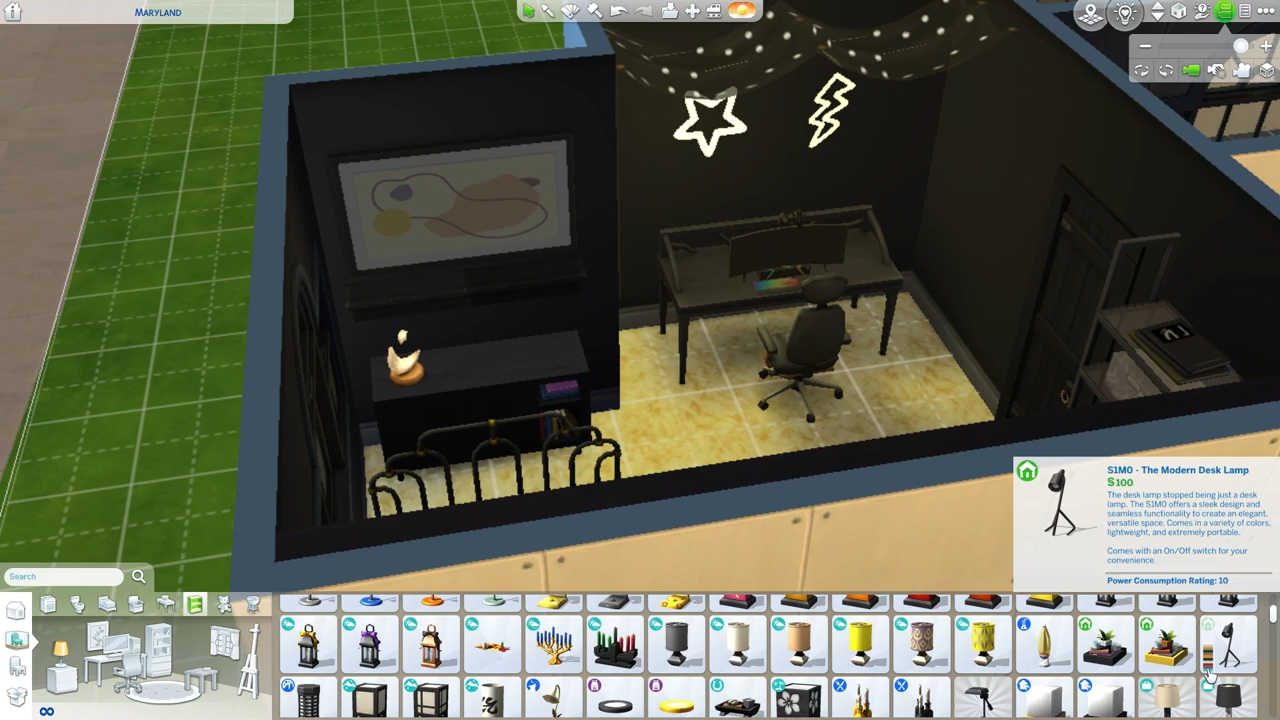 MARYLAND
S1M0 - The Modern Desk Lamp
§100
The desk lamp stopped being just a desk
lamp. The S1M0 offers a sleek design and
seamless functionality to create an elegant,
versatile space. Comes in a variety of colors,
lightweight, and extremely portable.
Comes with an On/Off switch for your
convenience.
Power Consumption Rating: 10
Search